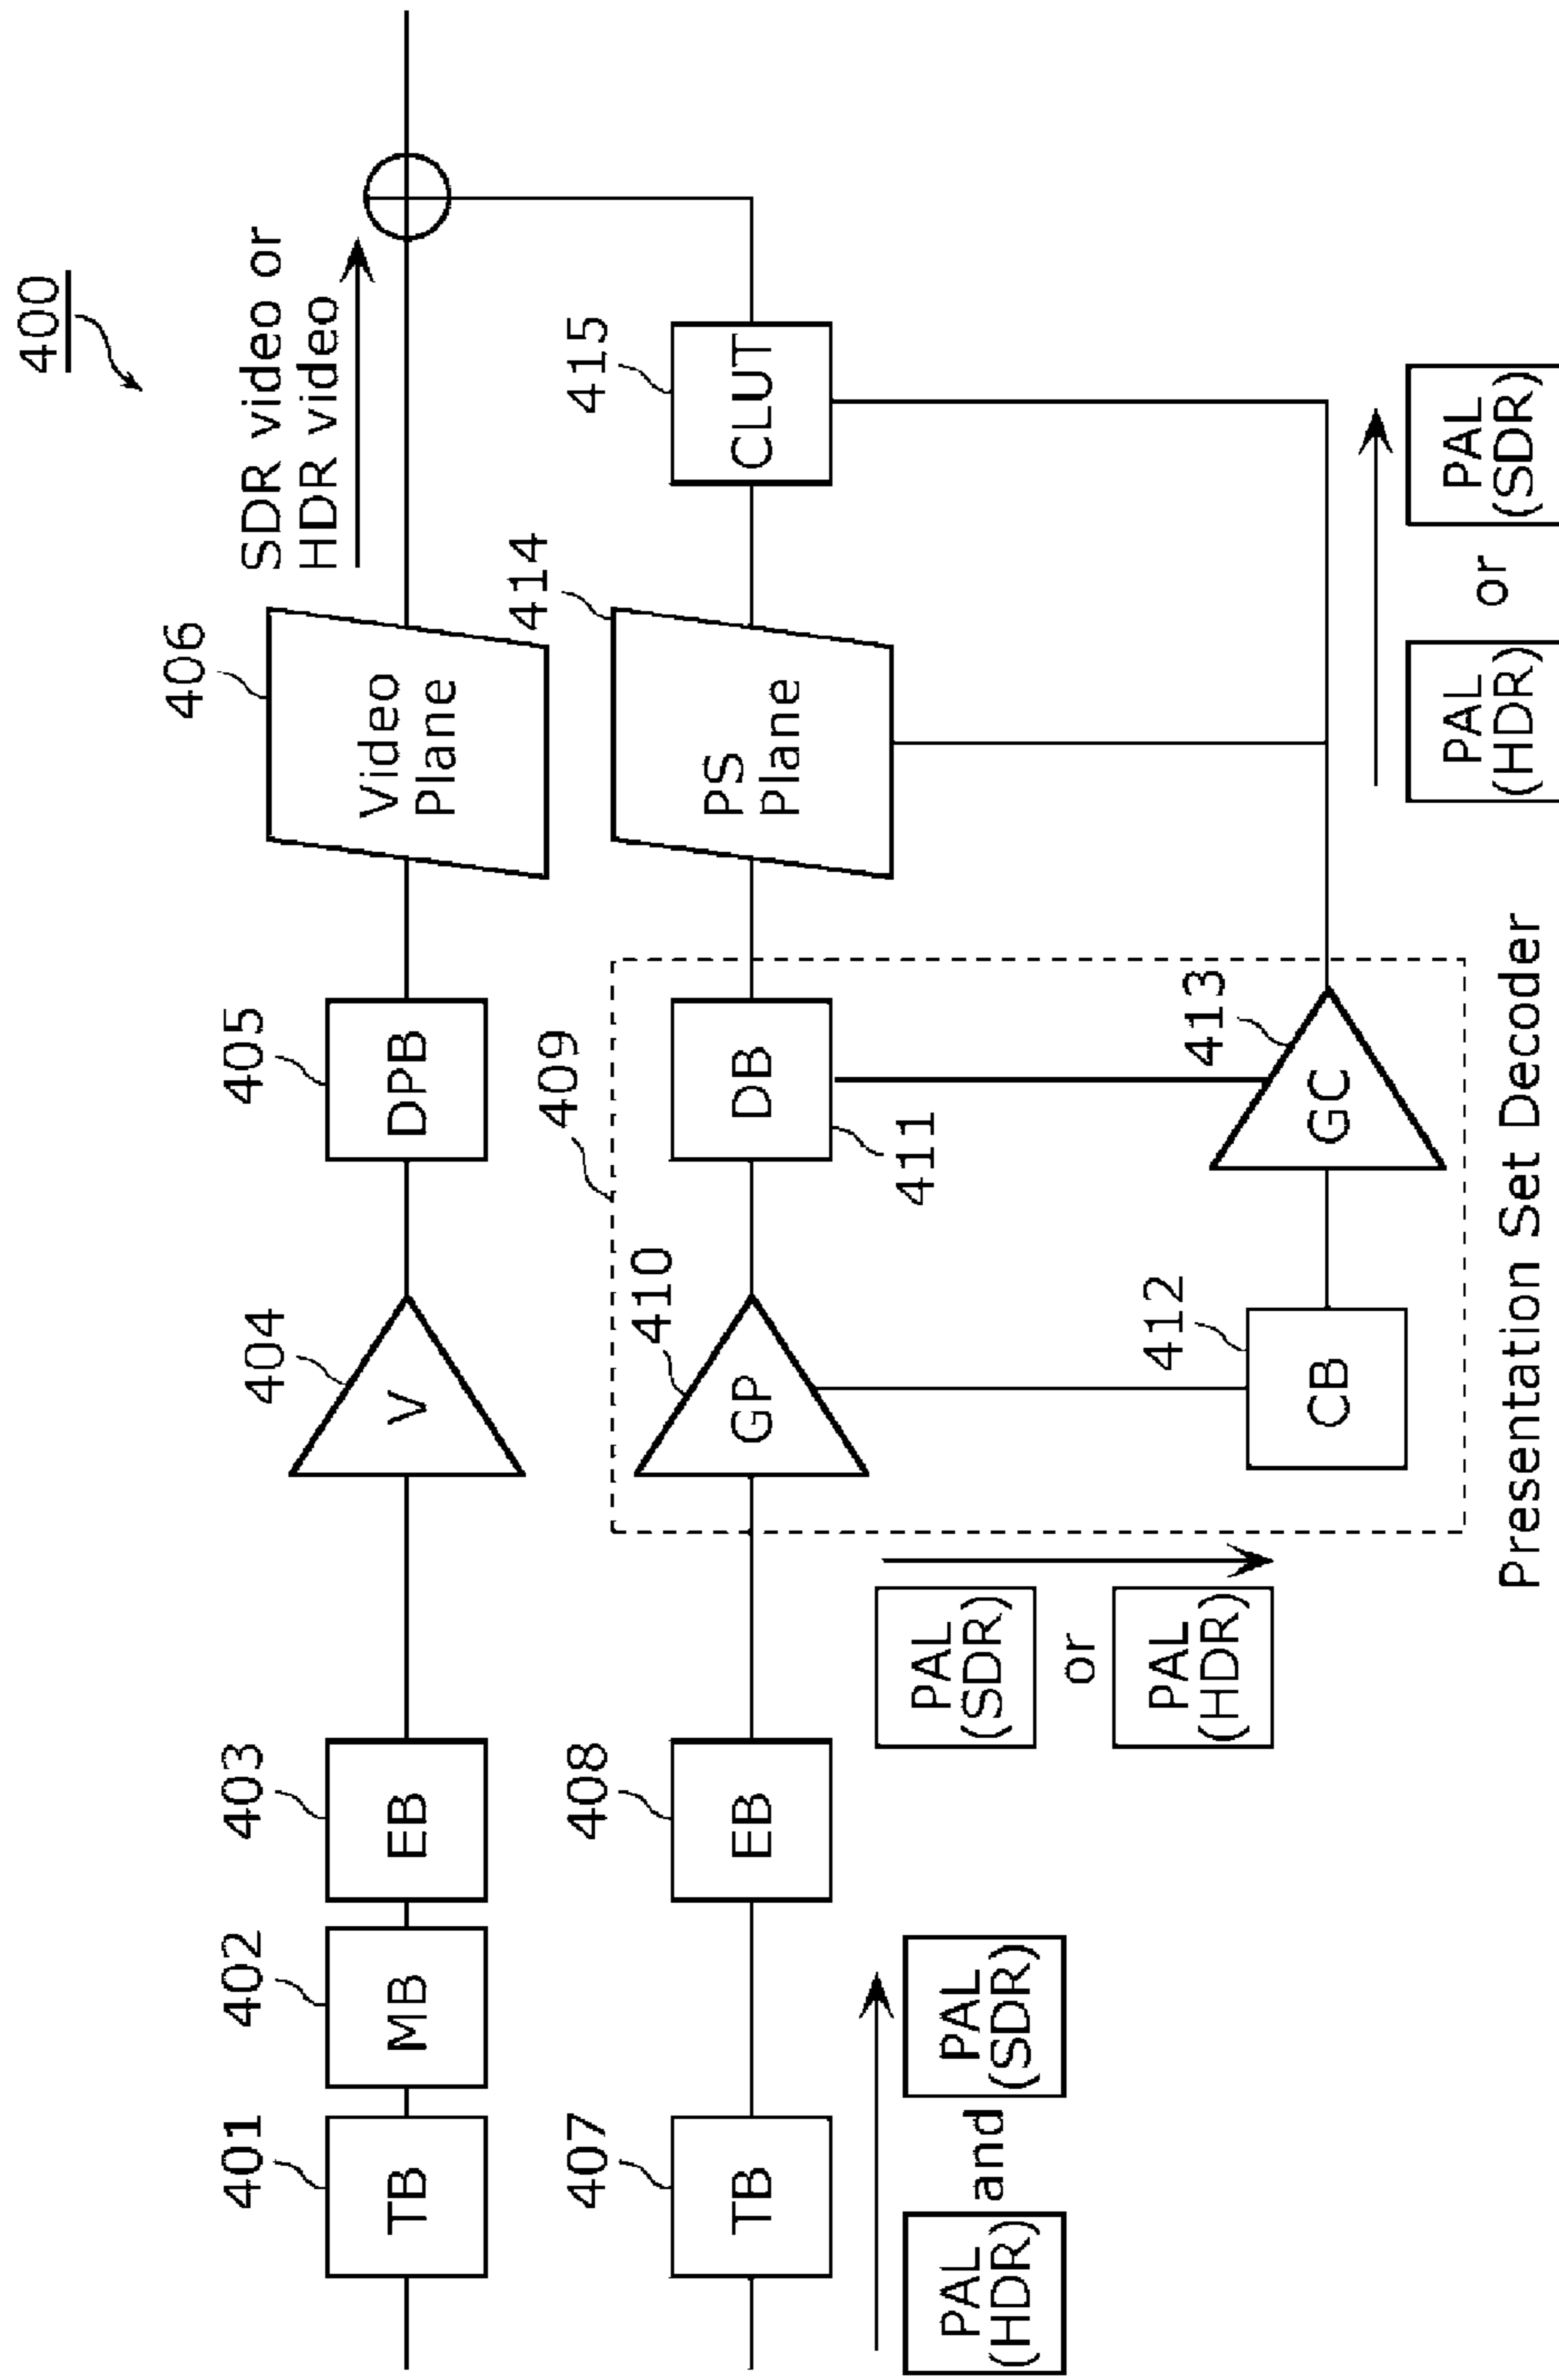 400
SDR video or
HDR video
401
402
403
404
405
406
TB
MB
EB
V
DPB
Video
Plane
407
408
409
410
414
415
TB
EB
GP
DB
PS
Plane
CLUT
411
412
413
CB
GC
PAL
(HDR)
and
PAL
(SDR)
PAL
(SDR)
or
PAL
(HDR)
PAL
(HDR)
or
PAL
(SDR)
Presentation Set Decoder